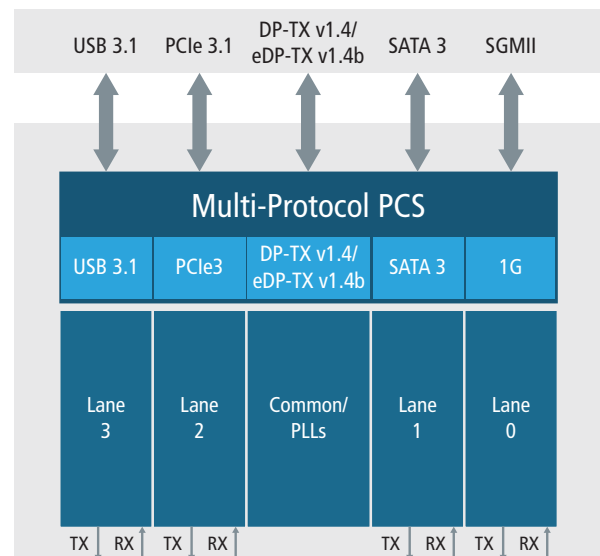 USB 3.1 PCIe 3.1 DP-TX v1.4/ SATA 3 SGMII
eDP-TX v1.4b
Multi-Protocol PCS
USB 3.1 PCIe3 DP-TX v1.4/ SATA 3 1G
eDP-TX v1.4b
Lane Lane Common/ Lane Lane
3 2 PLLs 1 0
TX RX TX RX TX RX TX RX